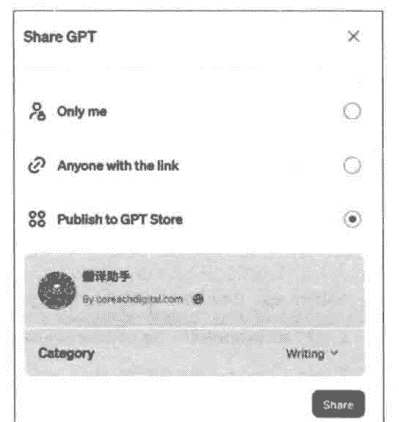 Share GPT
Only me
Anyone with the link
Publish to GPT Store
翻译助手
By coreachdigital.com
Category
Writing
Share